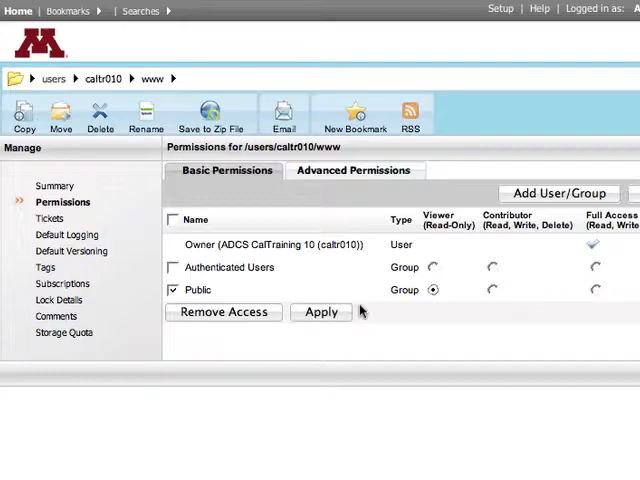 Home | Bookmarks | Searches Setup | Help | Logged in as: A
M
users caltr010 www
Copy Move Delete Rename Save to Zip File Email New Bookmark RSS
Manage Permissions for /users/caltr010/www
Basic Permissions Advanced Permissions
Summary
Permissions
Tickets
Default Logging
Default Versioning
Tags
Subscriptions
Lock Details
Comments
Storage Quota
Add User/Group
Name Type Viewer (Read-Only) Contributor (Read, Write, Delete) Full Access (Read, Write, De
Owner (ADCS CalTraining 10 (caltr010)) User
Authenticated Users Group
Public Group
Remove Access Apply